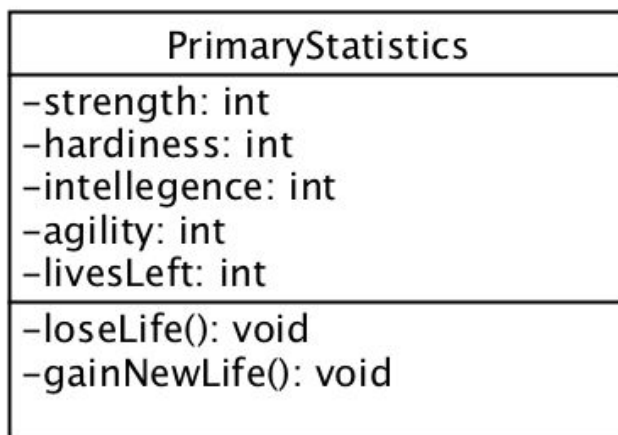 PrimaryStatistics
-strength: int
-hardiness: int
-intellegence: int
-agility: int
-livesLeft: int
-loseLife(): void
-gainNewLife(): void